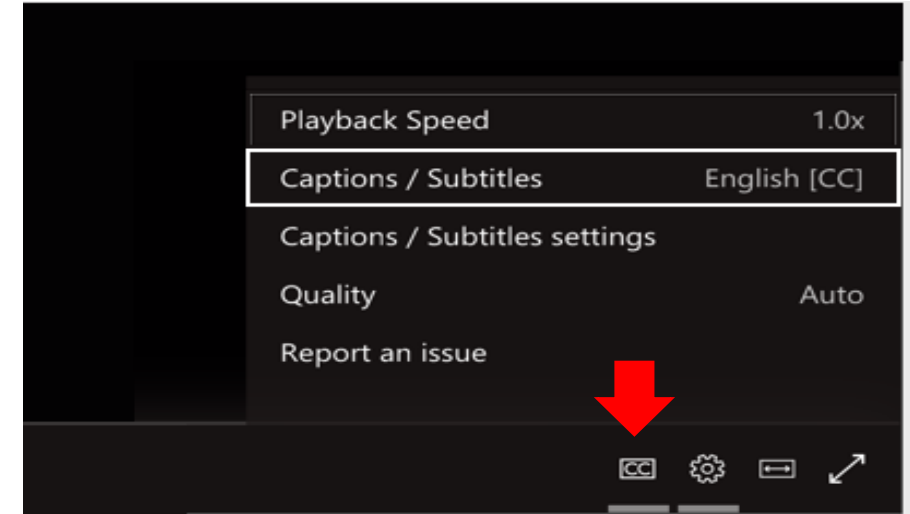 Playback Speed 1.0x
Captions / Subtitles English [CC]
Captions / Subtitles settings
Quality Auto
Report an issue
CC